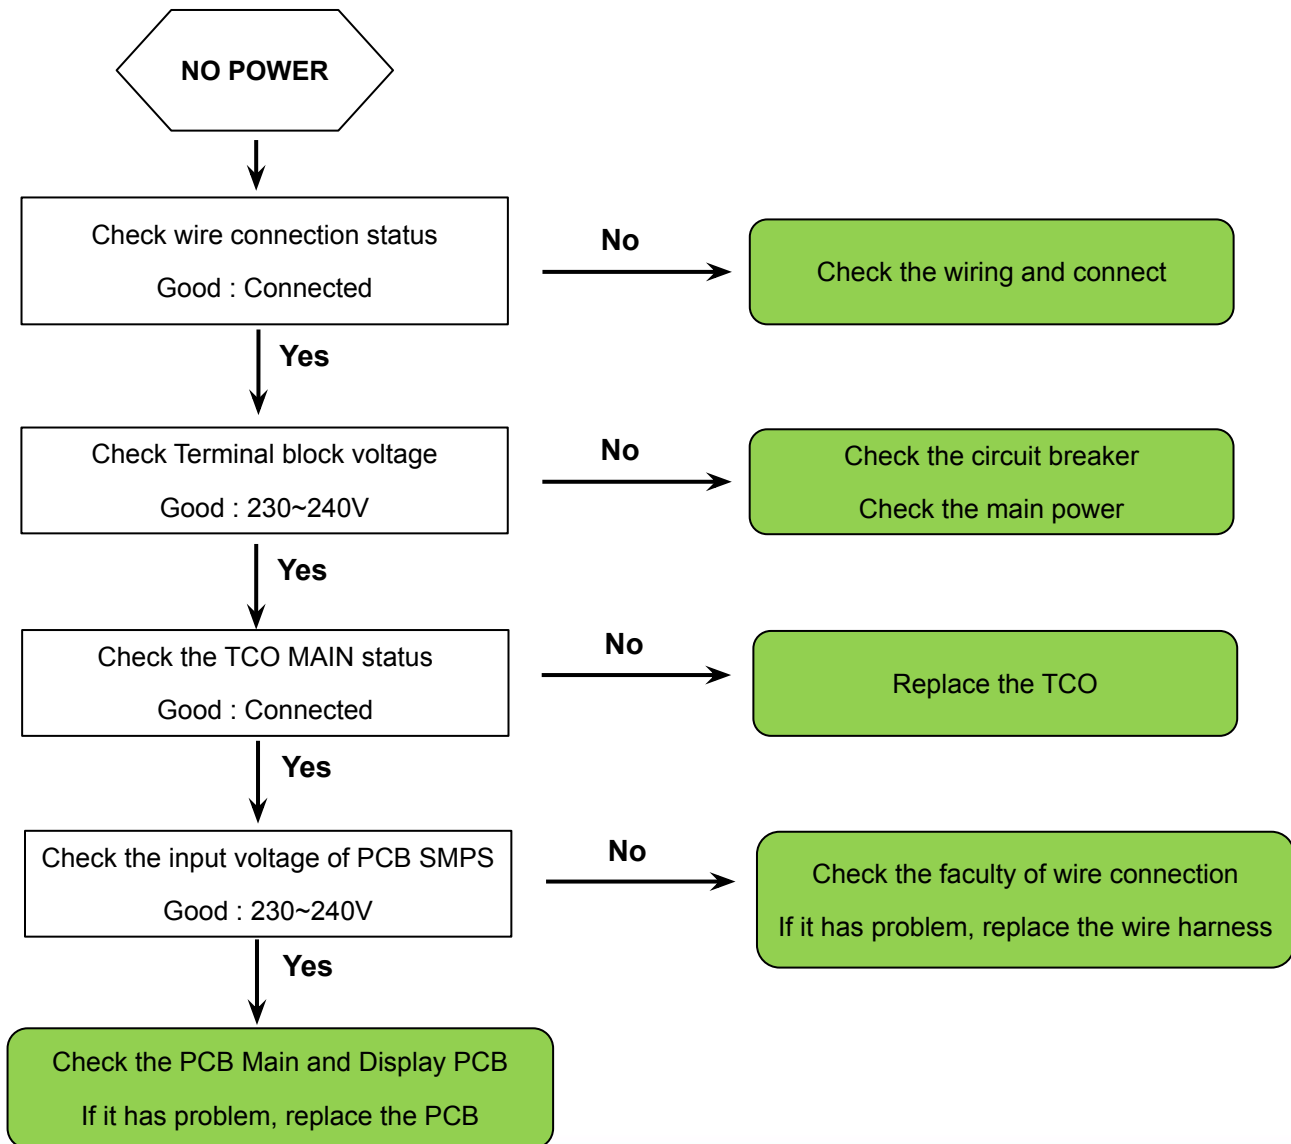 NO POWER
Check wire connection status
Good : Connected
No
Check the wiring and connect
Yes
Check Terminal block voltage
Good : 230~240V
No
Check the circuit breaker
Check the main power
Yes
Check the TCO MAIN status
Good : Connected
No
Replace the TCO
Yes
Check the input voltage of PCB SMPS
Good : 230~240V
No
Check the faculty of wire connection
If it has problem, replace the wire harness
Yes
Check the PCB Main and Display PCB
If it has problem, replace the PCB